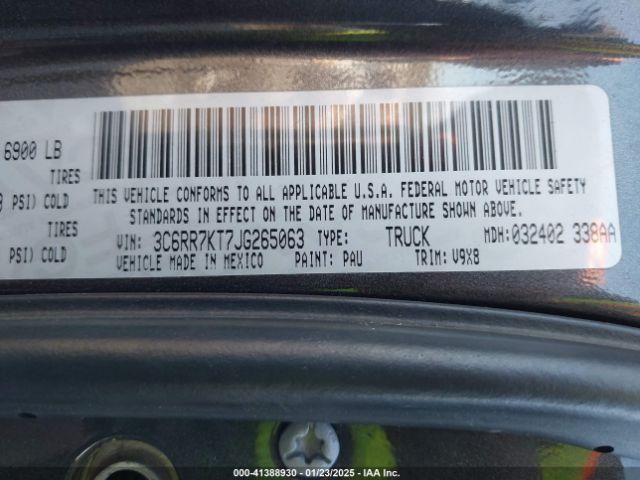 6900 LB
TIRES
PSI) COLD
TIRES
PSI) COLD
THIS VEHICLE CONFORMS TO ALL APPLICABLE U.S.A. FEDERAL MOTOR VEHICLE SAFETY
STANDARDS IN EFFECT ON THE DATE OF MANUFACTURE SHOWN ABOVE.
VIN: 3C6RR7KT7JG265063 TYPE: TRUCK MDH: 032402 338AA
VEHICLE MADE IN MEXICO PAINT: PAU TRIM: V9X8
000-41388930 - 01/23/2025 - IAA Inc.